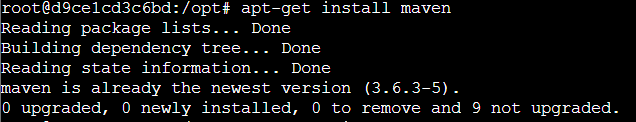 root@d9ce1cd3c6bd:/opt# apt-get install maven
Reading package lists... Done
Building dependency tree... Done
Reading state information... Done
maven is already the newest version (3.6.3-5).
0 upgraded, 0 newly installed, 0 to remove and 9 not upgraded.